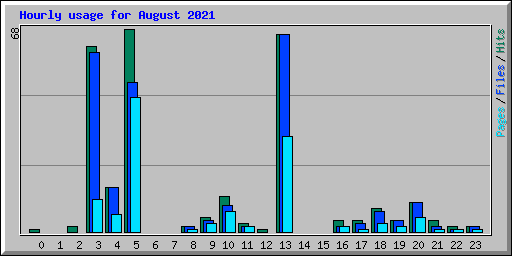 Hourly usage for August 2021
68
Pages/Files/Hits
0 1 2 3 4 5 6 7 8 9 10 11 12 13 14 15 16 17 18 19 20 21 22 23